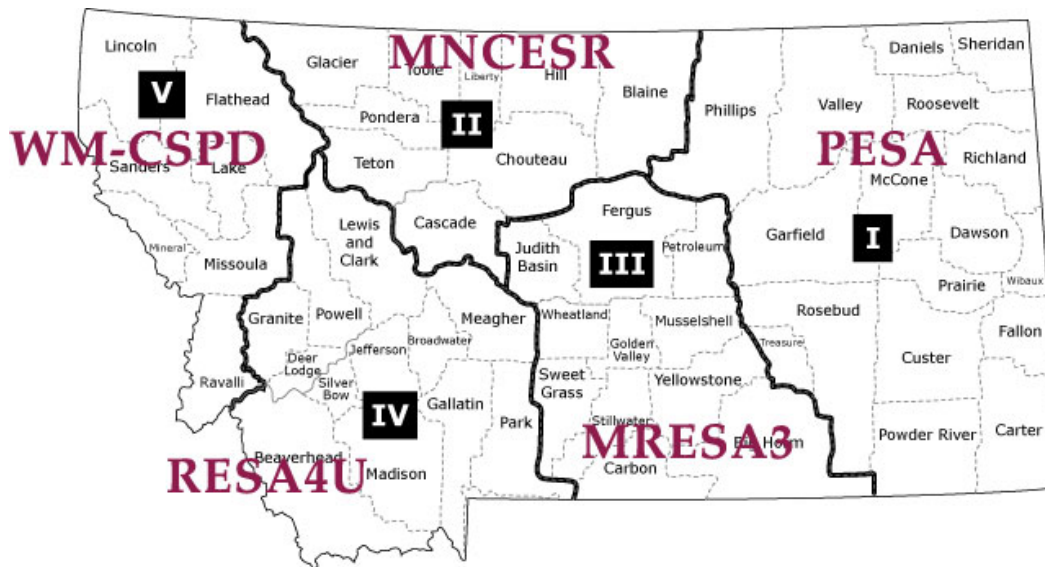 Lincoln
V
Flathead
WM-CSPD
Sanders
Lake
Mineral
Missoula
Ravalli
MNCESR
Glacier
Toole
Liberty
Hill
Blaine
Pondera
II
Teton
Chouteau
Cascade
Phillips
Valley
Daniels
Sheridan
Roosevelt
PESA
Richland
McCone
Garfield
I
Dawson
Prairie
Wibaux
Rosebud
Fallon
Treasure
Custer
Powder River
Carter
Fergus
Judith
Basin
III
Petroleum
Wheatland
Golden
Valley
Musselshell
Sweet
Grass
Yellowstone
Stillwater
MRESA3
Big Horn
Carbon
Lewis
and
Clark
Granite
Powell
Meagher
Deer
Lodge
Jefferson
Broadwater
Silver
Bow
IV
Gallatin
Park
Beaverhead
RESA4U
Madison